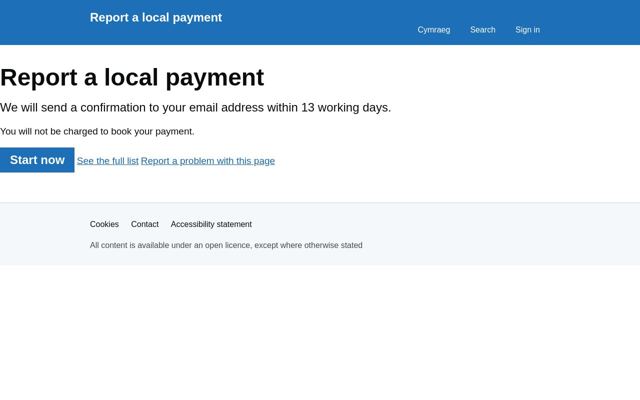 Report a local payment
Cymraeg Search Sign in
Report a local payment
We will send a confirmation to your email address within 13 working days.
You will not be charged to book your payment.
Start now See the full list Report a problem with this page
Cookies Contact Accessibility statement
All content is available under an open licence, except where otherwise stated